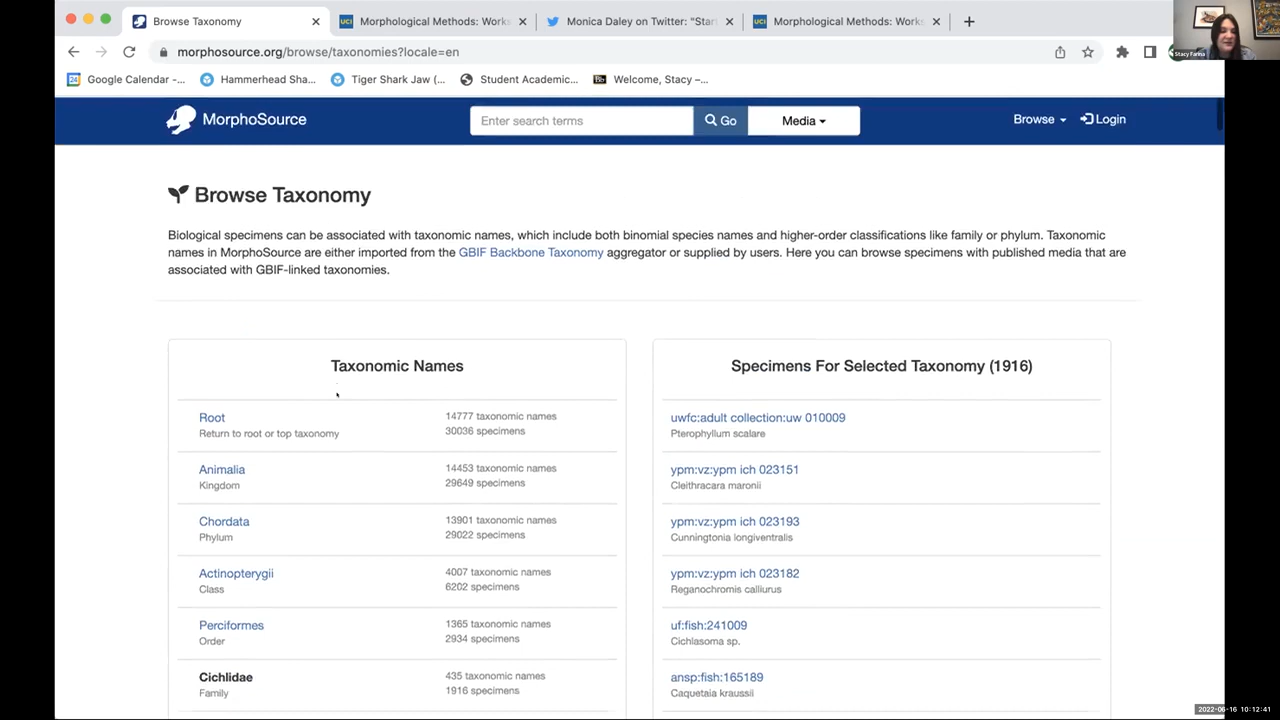 Browse Taxonomy
Morphological Methods: Works
Monica Daley on Twitter: "Star
Morphological Methods: Works
morphosource.org/browse/taxonomies?locale=en
Stacy Farina
24 Google Calendar -...
Hammerhead Sha...
Tiger Shark Jaw (...
Student Academic...
Welcome, Stacy –...
MorphoSource
Enter search terms
Go
Media
Browse
Login
Browse Taxonomy
Biological specimens can be associated with taxonomic names, which include both binomial species names and higher-order classifications like family or phylum. Taxonomic
names in MorphoSource are either imported from the GBIF Backbone Taxonomy aggregator or supplied by users. Here you can browse specimens with published media that are
associated with GBIF-linked taxonomies.
Taxonomic Names
Root
Return to root or top taxonomy
14777 taxonomic names
30036 specimens
Animalia
Kingdom
14453 taxonomic names
29649 specimens
Chordata
Phylum
13901 taxonomic names
29022 specimens
Actinopterygii
Class
4007 taxonomic names
6202 specimens
Perciformes
Order
1365 taxonomic names
2934 specimens
Cichlidae
Family
435 taxonomic names
1916 specimens
Specimens For Selected Taxonomy (1916)
uwfc:adult collection:uw 010009
Pterophyllum scalare
ypm:vz:ypm ich 023151
Cleithracara maronii
ypm:vz:ypm ich 023193
Cunningtonia longiventralis
ypm:vz:ypm ich 023182
Reganochromis calliurus
uf:fish:241009
Cichlasoma sp.
ansp:fish:165189
Caquetaia kraussii
2022-06-16 10:12:41